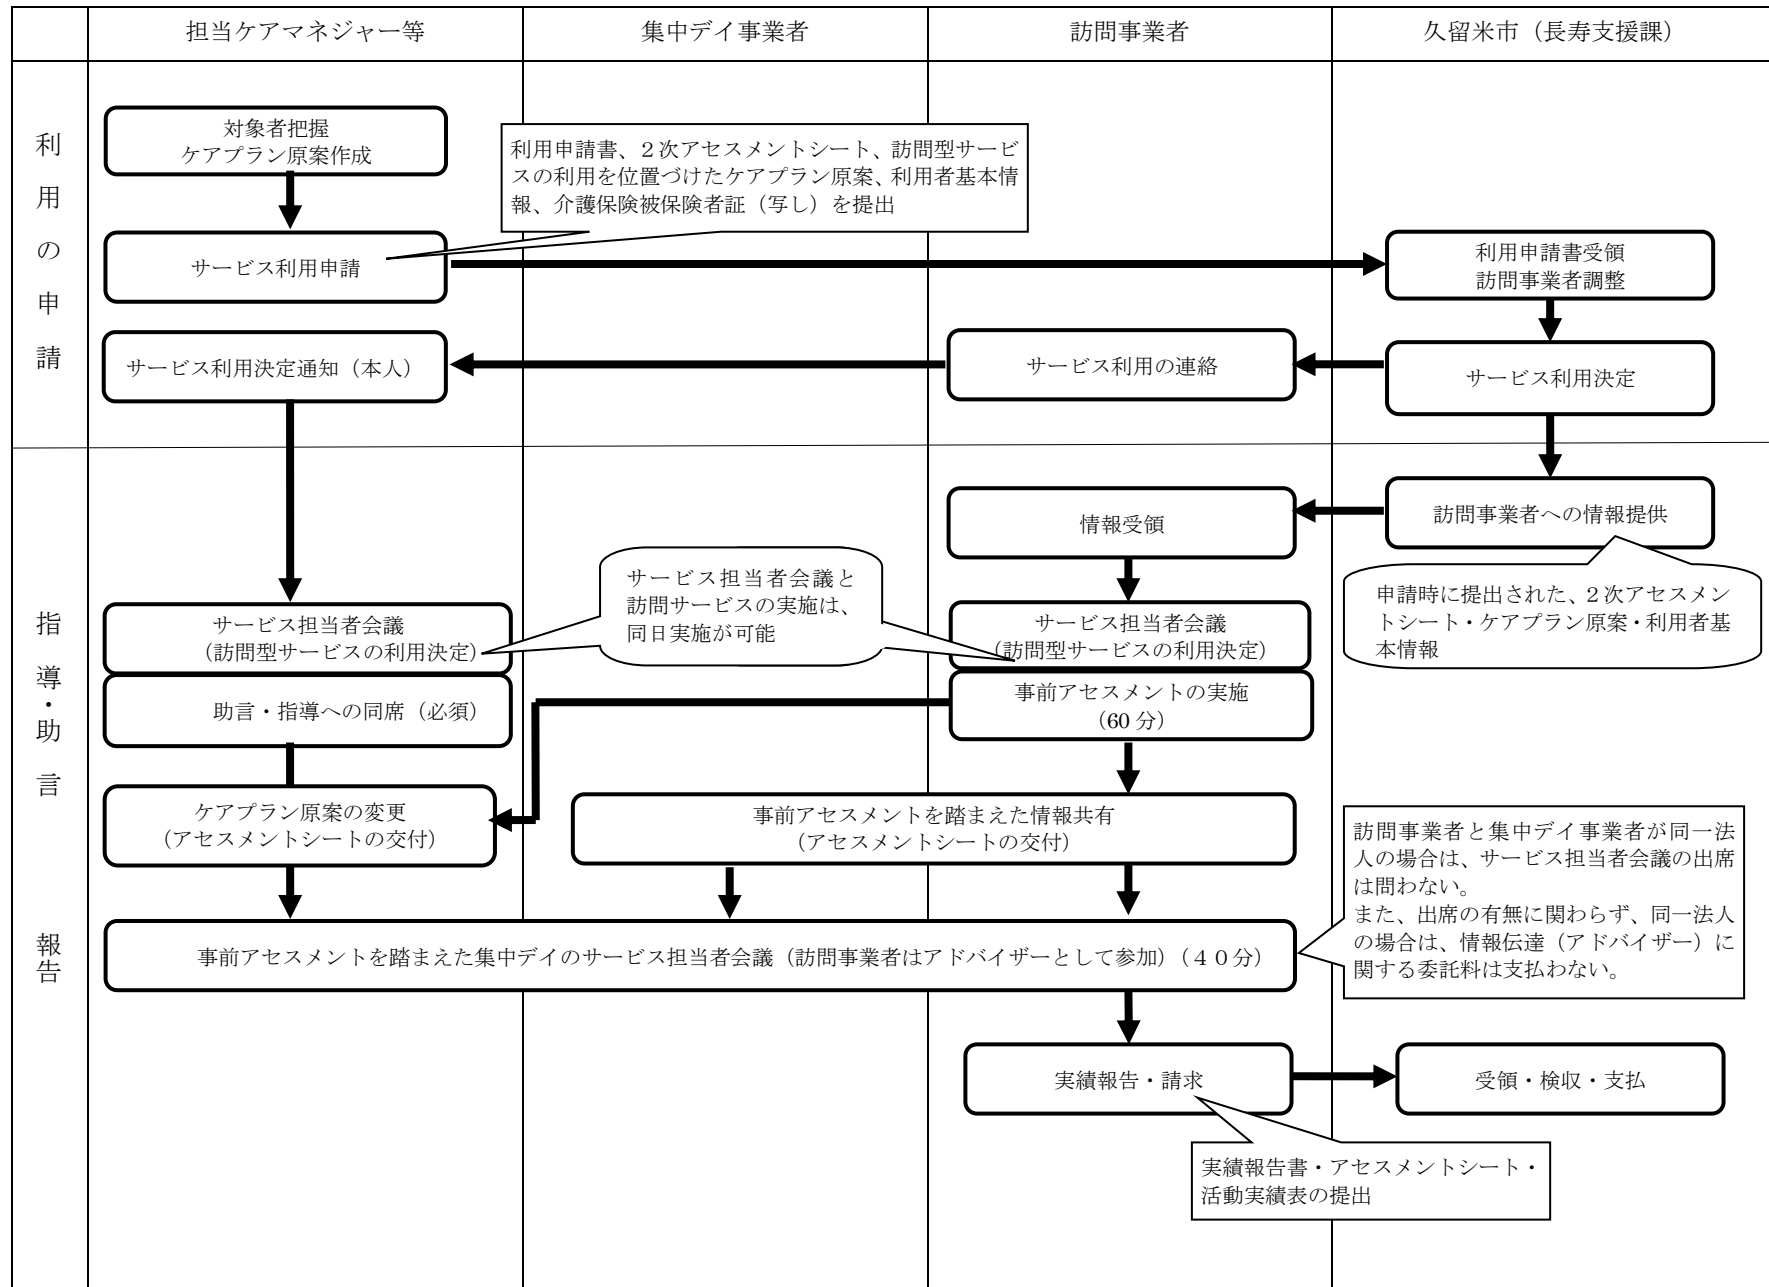 担当ケアマネジャー等
集中デイ事業者
訪問事業者
久留米市（長寿支援課）
利用の申請
対象者把握
ケアプラン原案作成
利用申請書、２次アセスメントシート、訪問型サービ
スの利用を位置づけたケアプラン原案、利用者基本情
報、介護保険被保険者証（写し）を提出
サービス利用申請
利用申請書受領
訪問事業者調整
サービス利用決定通知（本人）
サービス利用の連絡
サービス利用決定
指導・助言
報告
情報受領
訪問事業者への情報提供
サービス担当者会議と
訪問サービスの実施は、
同日実施が可能
申請時に提出された、２次アセスメン
トシート・ケアプラン原案・利用者基
本情報
サービス担当者会議
（訪問型サービスの利用決定）
サービス担当者会議
（訪問型サービスの利用決定）
助言・指導への同席（必須）
事前アセスメントの実施
（60 分）
ケアプラン原案の変更
（アセスメントシートの交付）
事前アセスメントを踏まえた情報共有
（アセスメントシートの交付）
訪問事業者と集中デイ事業者が同一法
人の場合は、サービス担当者会議の出席
は問わない。
また、出席の有無に関わらず、同一法人
の場合は、情報伝達（アドバイザー）に
関する委託料は支払わない。
事前アセスメントを踏まえた集中デイのサービス担当者会議（訪問事業者はアドバイザーとして参加）（４０分）
実績報告・請求
受領・検収・支払
実績報告書・アセスメントシート・
活動実績表の提出